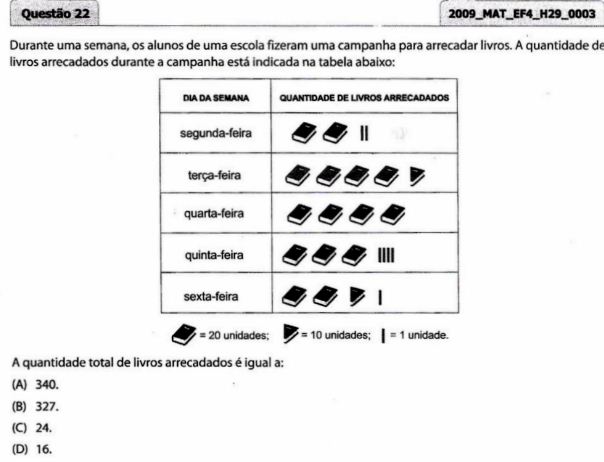 Questão 22
2009_MAT_EF4_H29_0003
Durante uma semana, os alunos de uma escola fizeram uma campanha para arrecadar livros. A quantidade de
livros arrecadados durante a campanha está indicada na tabela abaixo:
DIA DA SEMANA QUANTIDADE DE LIVROS ARRECADADOS
segunda-feira
terça-feira
quarta-feira
quinta-feira
sexta-feira
= 20 unidades; = 10 unidades; = 1 unidade.
A quantidade total de livros arrecadados é igual a:
(A) 340.
(B) 327.
(C) 24.
(D) 16.